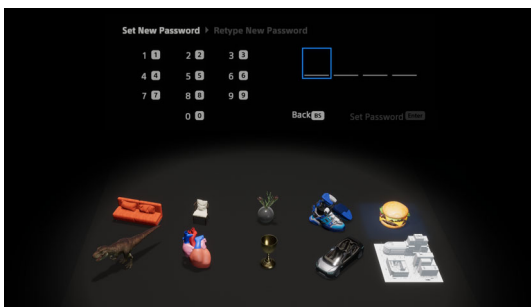 Set New Password Retype New Password
1 1 2 2 3 3
4 4 5 5 6 6
7 7 8 8 9 9
0 0
Back BS Set Password Enter